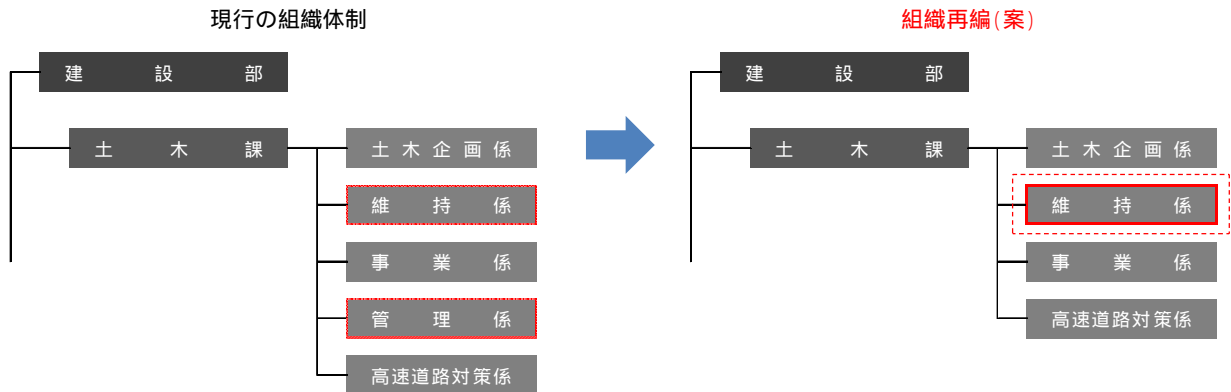 現行の組織体制
建設部
土木課
土木企画係
維持係
事業係
管理係
高速道路対策係
組織再編(案)
建設部
土木課
土木企画係
維持係
事業係
高速道路対策係